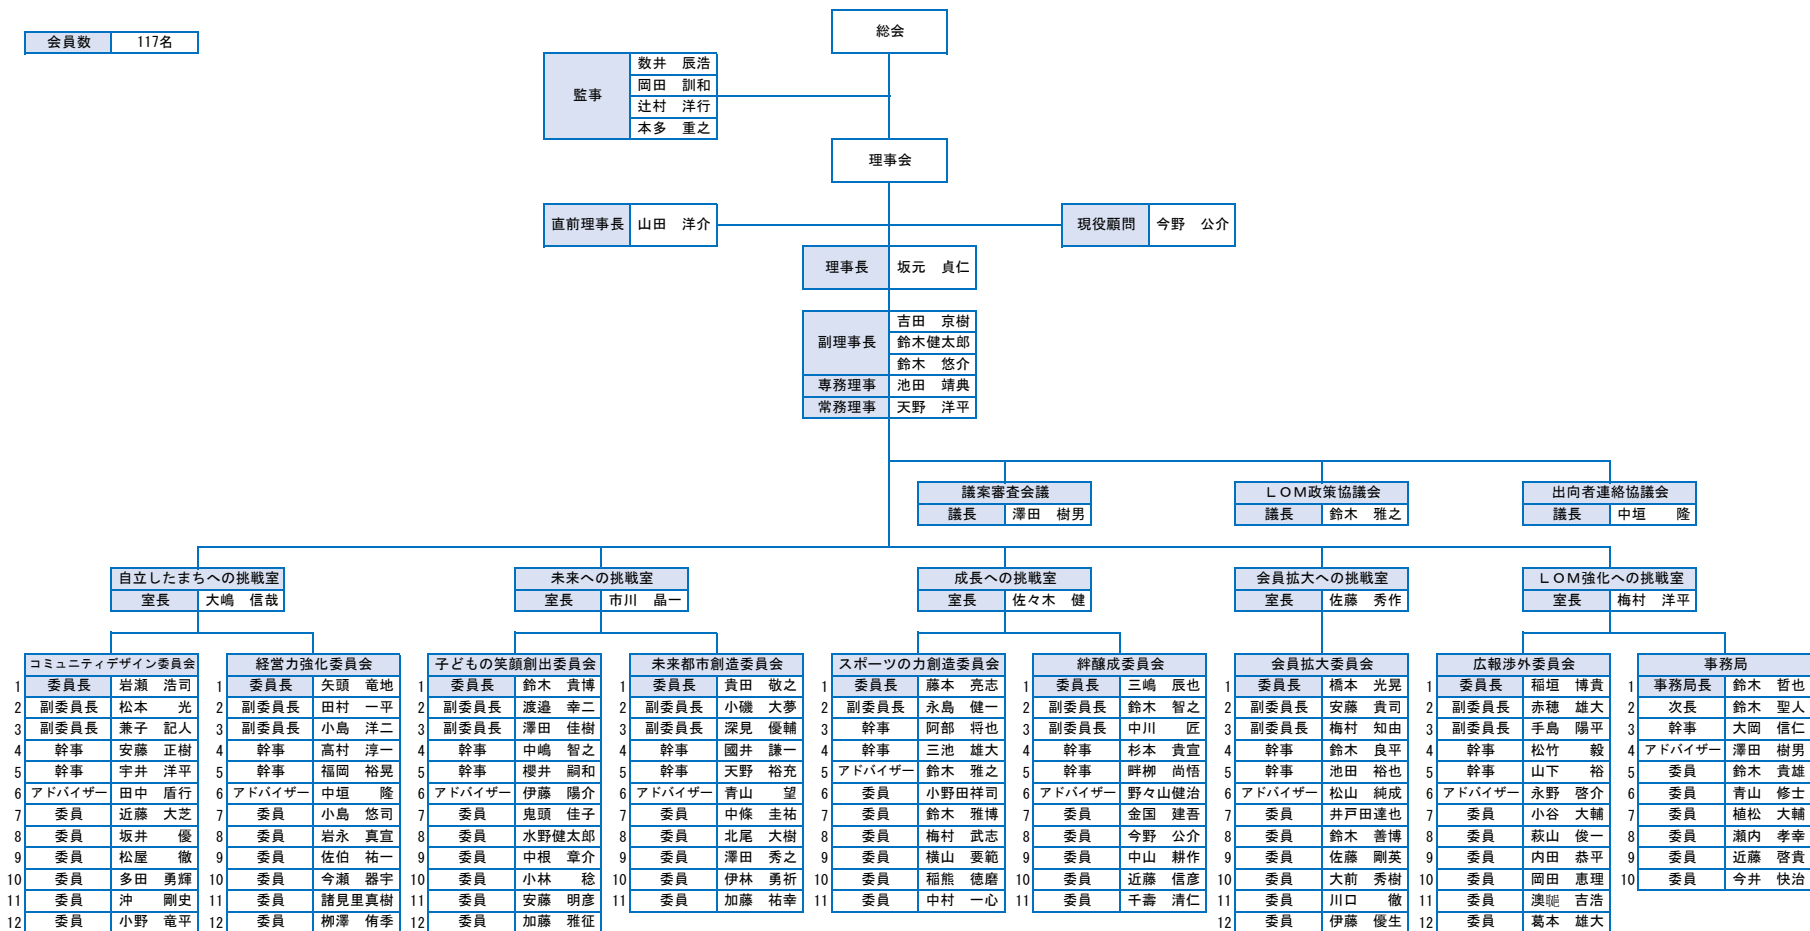 総会
会員数 117名
監事
数井 辰浩
岡田 訓和
辻村 洋行
本多 重之
理事会
直前理事長 山田 洋介
現役顧問 今野 公介
理事長 坂元 貞仁
副理事長
吉田 京樹
鈴木健太郎
鈴木 悠介
専務理事 池田 靖典
常務理事 天野 洋平
議案審査会議
議長 澤田 樹男
LOM政策協議会
議長 鈴木 雅之
出向者連絡協議会
議長 中垣 隆
自立したまちへの挑戦室
室長 大嶋 信哉
未来への挑戦室
室長 市川 晶一
成長への挑戦室
室長 佐々木 健
会員拡大への挑戦室
室長 佐藤 秀作
LOM強化への挑戦室
室長 梅村 洋平
コミュニティデザイン委員会
1 委員長 岩瀬 浩司
2 副委員長 松本 光
3 副委員長 兼子 記人
4 幹事 安藤 正樹
5 幹事 宇井 洋平
6 アドバイザー 田中 盾行
7 委員 近藤 大芝
8 委員 坂井 優
9 委員 松屋 徹
10 委員 多田 勇輝
11 委員 沖 剛史
12 委員 小野 竜平
経営力強化委員会
1 委員長 矢頭 竜地
2 副委員長 田村 一平
3 副委員長 小島 洋二
4 幹事 高村 淳一
5 幹事 福岡 裕晃
6 アドバイザー 中垣 隆
7 委員 小島 悠司
8 委員 岩永 真宣
9 委員 佐伯 祐一
10 委員 今瀬 器宇
11 委員 諸見里真樹
12 委員 柳澤 侑季
子どもの笑顔創出委員会
1 委員長 鈴木 貴博
2 副委員長 渡邉 幸二
3 副委員長 澤田 佳樹
4 幹事 中嶋 智之
5 幹事 櫻井 嗣和
6 アドバイザー 伊藤 陽介
7 委員 鬼頭 佳子
8 委員 水野健太郎
9 委員 中根 章介
10 委員 小林 稔
11 委員 安藤 明彦
12 委員 加藤 雅征
未来都市創造委員会
1 委員長 貴田 敬之
2 副委員長 小磯 大夢
3 副委員長 深見 優輔
4 幹事 國井 謙一
5 幹事 天野 裕充
6 アドバイザー 青山 望
7 委員 中條 圭祐
8 委員 北尾 大樹
9 委員 澤田 秀之
10 委員 伊林 勇祈
11 委員 加藤 祐幸
スポーツの力創造委員会
1 委員長 藤本 亮志
2 副委員長 永島 健一
3 幹事 阿部 将也
4 幹事 三池 雄大
5 アドバイザー 鈴木 雅之
6 委員 小野田祥司
7 委員 鈴木 雅博
8 委員 梅村 武志
9 委員 横山 要範
10 委員 稲熊 徳磨
11 委員 中村 一心
絆醸成委員会
1 委員長 三嶋 辰也
2 副委員長 鈴木 智之
3 副委員長 中川 匠
4 幹事 杉本 貴宣
5 幹事 畔柳 尚悟
6 アドバイザー 野々山健治
7 委員 金国 建吾
8 委員 今野 公介
9 委員 中山 耕作
10 委員 近藤 信彦
11 委員 千壽 清仁
会員拡大委員会
1 委員長 橋本 光晃
2 副委員長 安藤 貴司
3 副委員長 梅村 知由
4 幹事 鈴木 良平
5 幹事 池田 裕也
6 アドバイザー 松山 純成
7 委員 井戸田達也
8 委員 鈴木 善博
9 委員 佐藤 剛英
10 委員 大前 秀樹
11 委員 川口 徹
12 委員 伊藤 優生
広報渉外委員会
1 委員長 稲垣 博貴
2 副委員長 赤穂 雄大
3 副委員長 手島 陽平
4 幹事 松竹 毅
5 幹事 山下 裕
6 アドバイザー 永野 啓介
7 委員 小谷 大輔
8 委員 萩山 俊一
9 委員 内田 恭平
10 委員 岡田 恵理
11 委員 吉浩
12 委員 葛本 雄大
事務局
1 事務局長 鈴木 哲也
2 次長 鈴木 聖人
3 幹事 大岡 信仁
4 アドバイザー 澤田 樹男
5 委員 鈴木 貴雄
6 委員 青山 修士
7 委員 植松 大輔
8 委員 瀬内 孝幸
9 委員 近藤 啓貴
10 委員 今井 快治